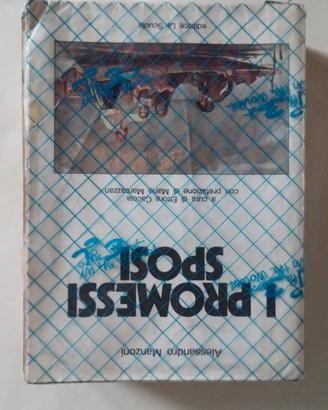 Alessandro Manzoni
I PROMESSI
SPOSI
a cura di Ettore Caccia
con prefazione di Mario Marcazzan
editrice La Scuola